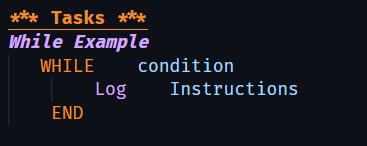 *** Tasks ***
While Example
WHILE condition
Log Instructions
END